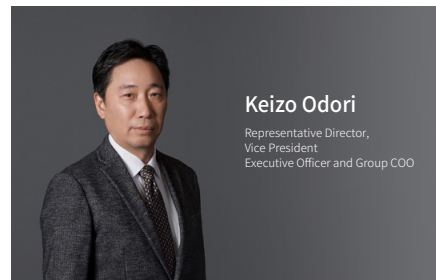 Keizo Odori
Representative Director,
Vice President
Executive Officer and Group COO